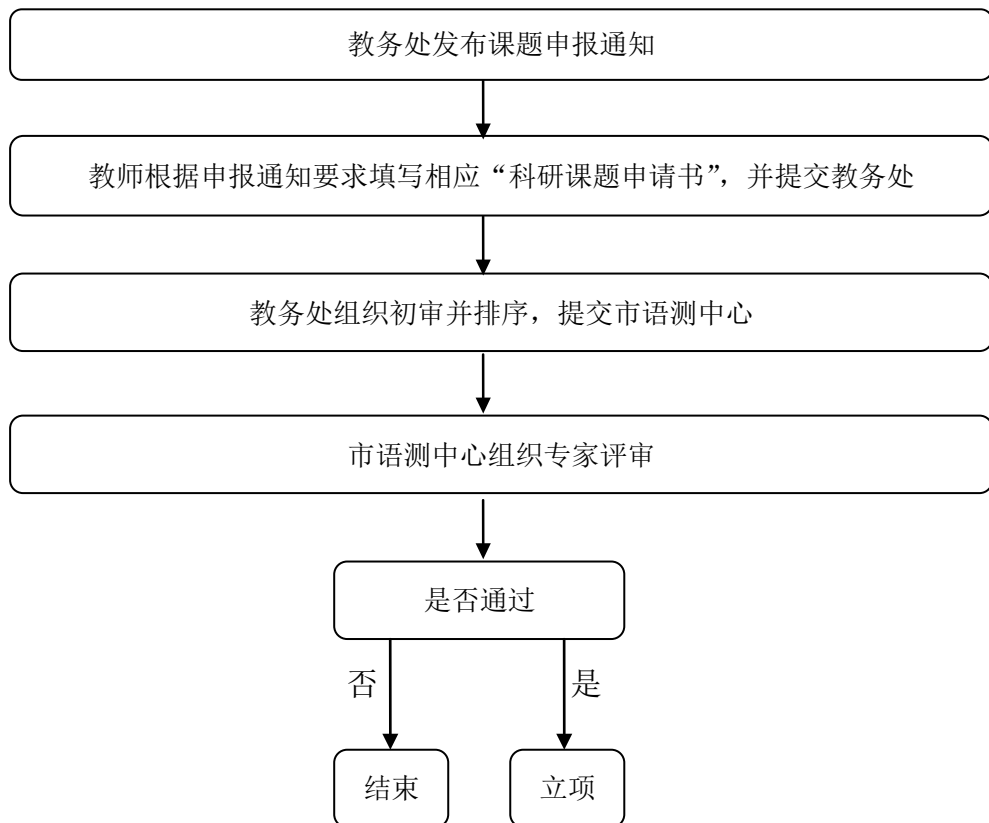 教务处发布课题申报通知
教师根据申报通知要求填写相应“科研课题申请书”，并提交教务处
教务处组织初审并排序，提交市语测中心
市语测中心组织专家评审
是否通过
否
是
结束
立项